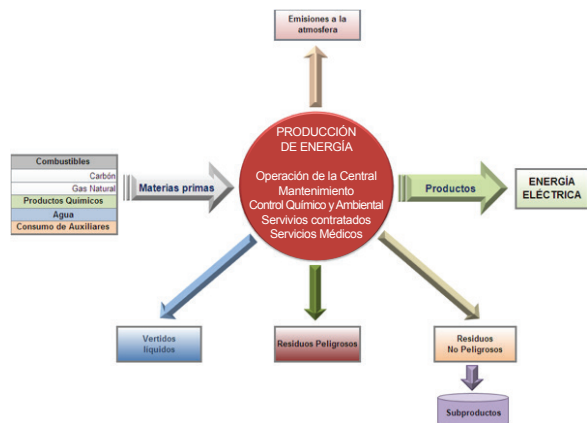 Emisiones a la
atmosfera
PRODUCCIÓN
DE ENERGÍA
Operación de la Central
Mantenimiento
Control Químico y Ambiental
Servivios contratados
Servicios Médicos
Combustibles
Carbón
Gas Natural
Productos Químicos
Agua
Consumo de Auxiliares
Materias primas
Productos
ENERGÍA
ELÉCTRICA
Vertidos
líquidos
Residuos Peligrosos
Residuos
No Peligrosos
Subproductos